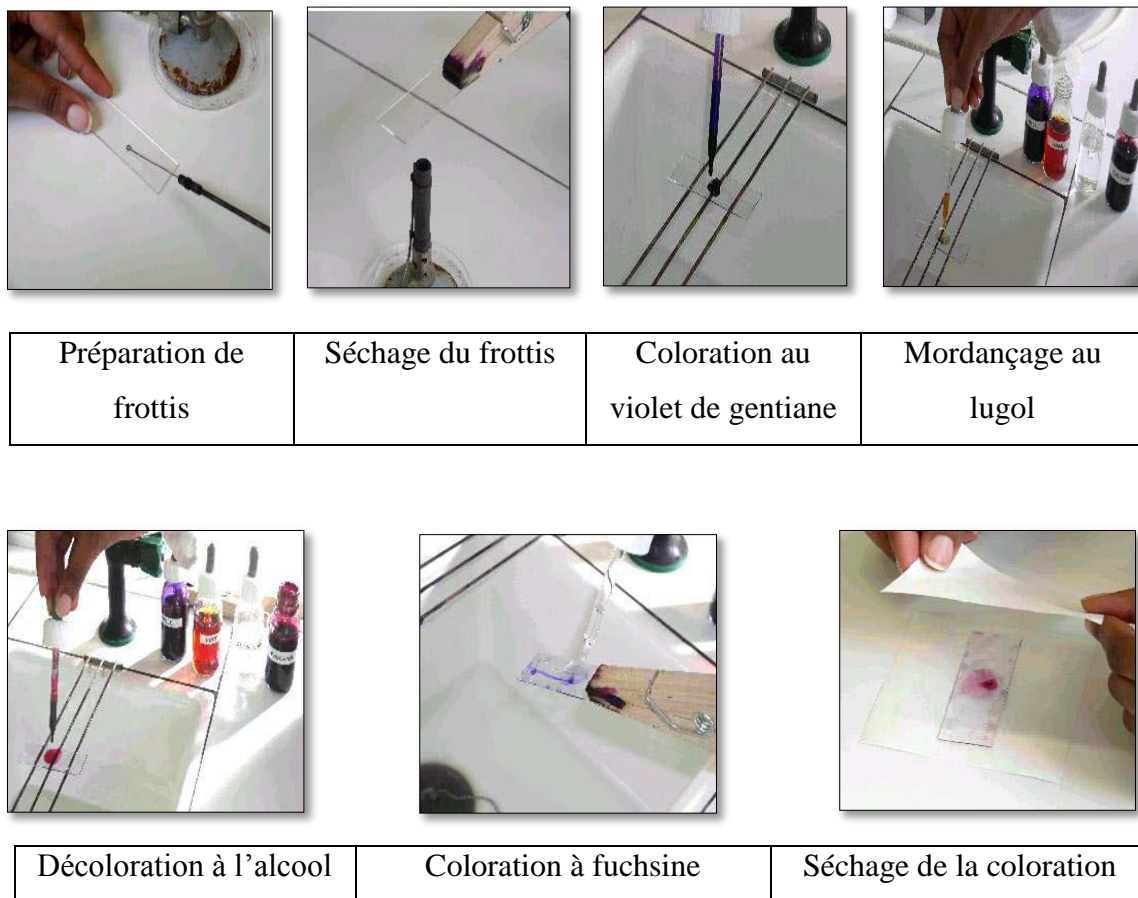 Préparation de
frottis
Séchage du frottis
Coloration au
violet de gentiane
Mordançage au
lugol
Décoloration à l’alcool
Coloration à fuchsine
Séchage de la coloration